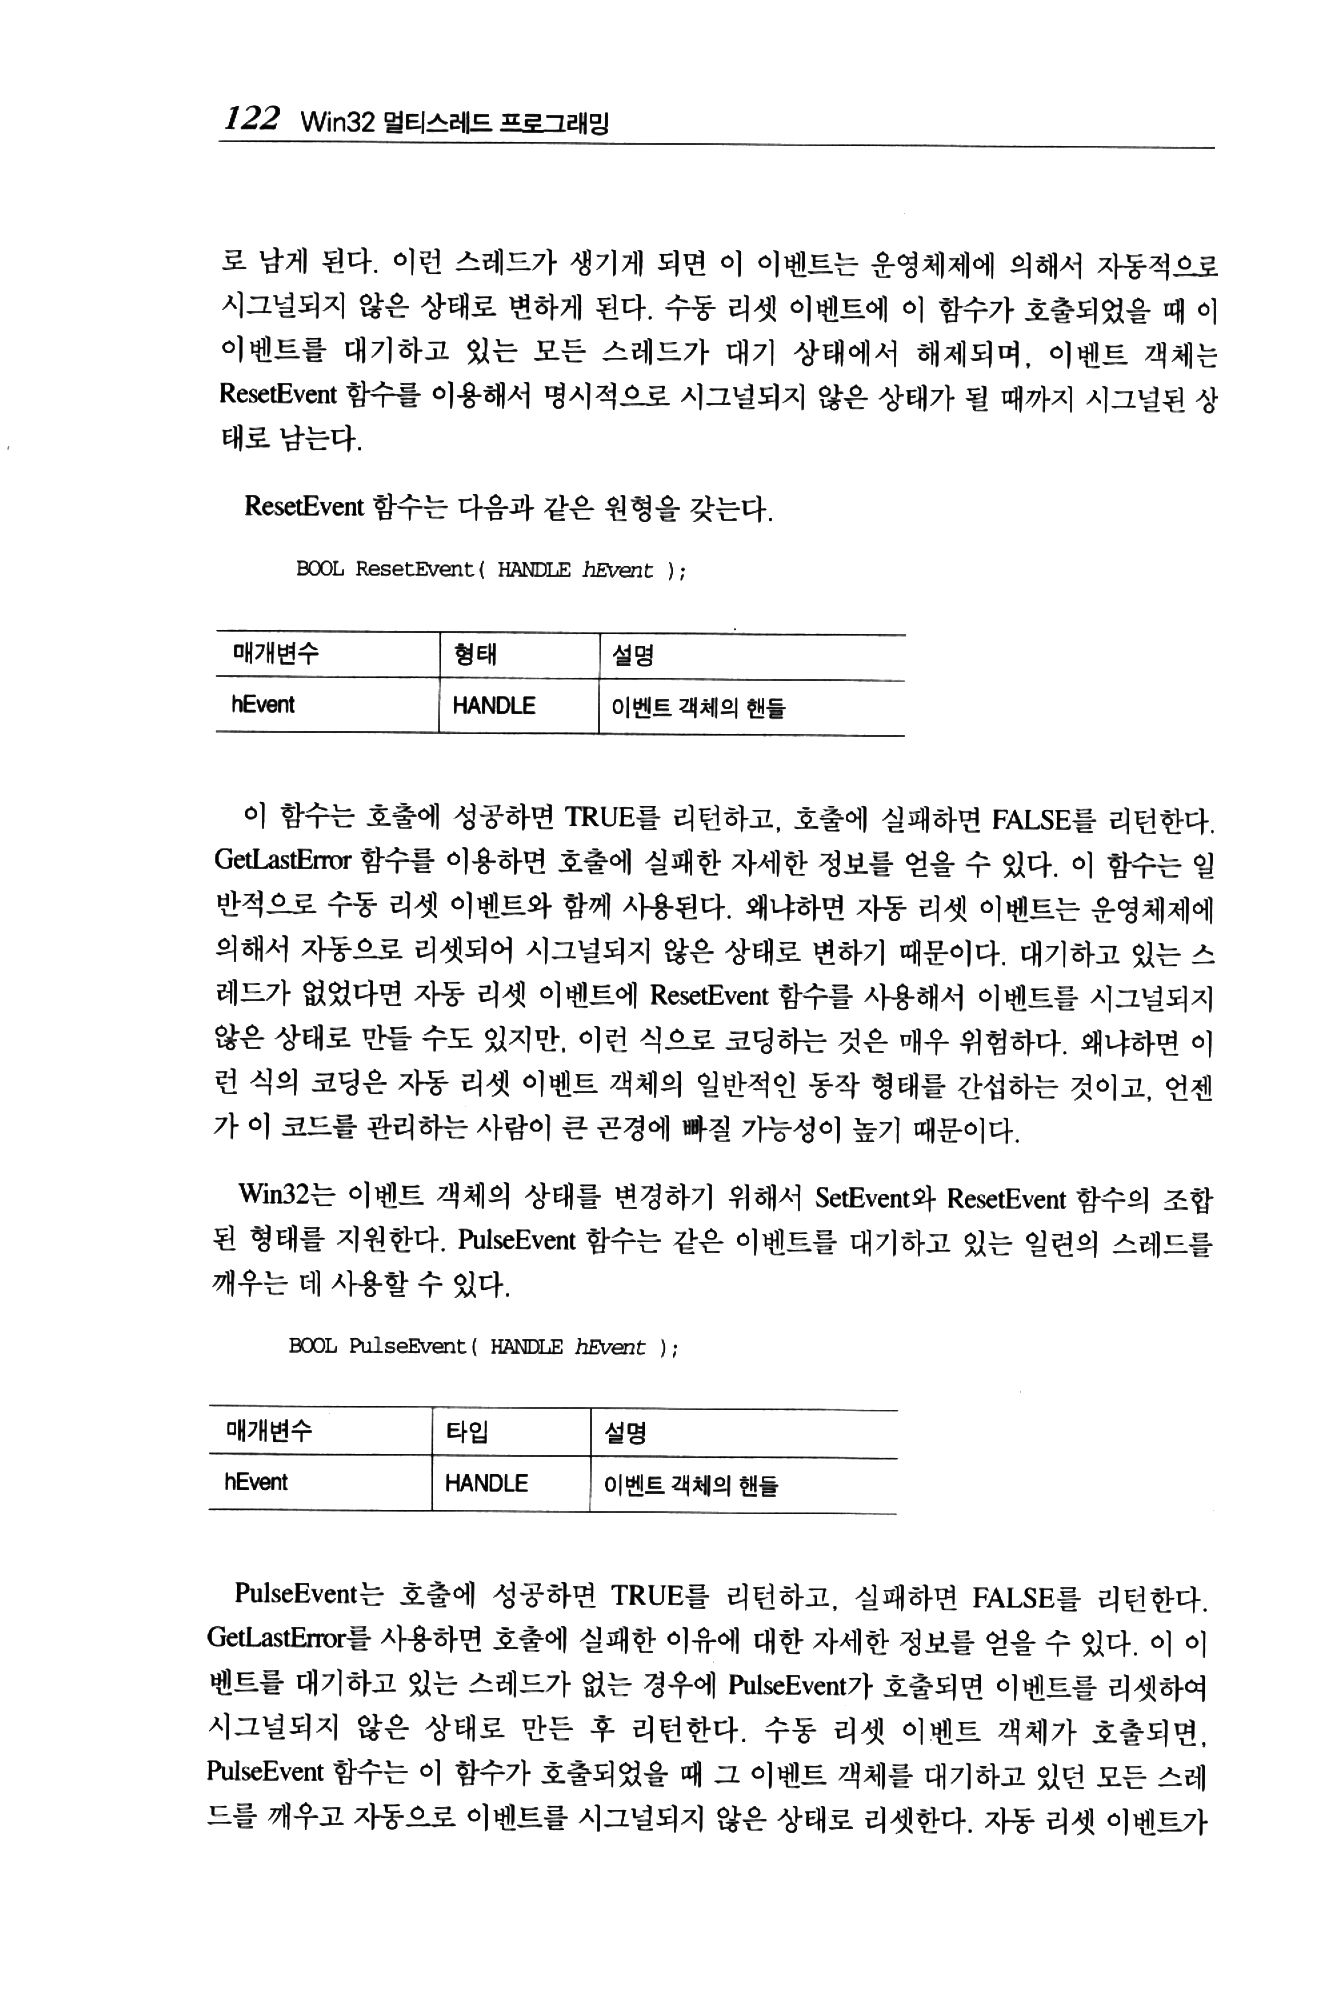 122 Win32 멀티스레드 프로그래밍
로 남게 된다. 이런 스레드가 생기게 되면 이 이벤트는 운영체제에 의해서 자동적으로
시그널되지 않은 상태로 변하게 된다. 수동 리셋 이벤트에 이 함수가 호출되었을 때 이
이벤트를 대기하고 있는 모든 스레드가 대기 상태에서 해제되며, 이벤트 객체는
ResetEvent 함수를 이용해서 명시적으로 시그널되지 않은 상태가 될 때까지 시그널된 상
태로 남는다.
ResetEvent 함수는 다음과 같은 원형을 갖는다.
BOOL ResetEvent( HANDLE hEvent );
매개변수 형태 설명
hEvent HANDLE 이벤트 객체의 핸들
이 함수는 호출에 성공하면 TRUE를 리턴하고, 호출에 실패하면 FALSE를 리턴한다.
GetLastError 함수를 이용하면 호출에 실패한 자세한 정보를 얻을 수 있다. 이 함수는 일
반적으로 수동 리셋 이벤트와 함께 사용된다. 왜냐하면 자동 리셋 이벤트는 운영체제에
의해서 자동으로 리셋되어 시그널되지 않은 상태로 변하기 때문이다. 대기하고 있는 스
레드가 없었다면 자동 리셋 이벤트에 ResetEvent 함수를 사용해서 이벤트를 시그널되지
않은 상태로 만들 수도 있지만, 이런 식으로 코딩하는 것은 매우 위험하다. 왜냐하면 이
런 식의 코딩은 자동 리셋 이벤트 객체의 일반적인 동작 형태를 간섭하는 것이고, 언젠
가 이 코드를 관리하는 사람이 큰 곤경에 빠질 가능성이 높기 때문이다.
Win32는 이벤트 객체의 상태를 변경하기 위해서 SetEvent와 ResetEvent 함수의 조합
된 형태를 지원한다. PulseEvent 함수는 같은 이벤트를 대기하고 있는 일련의 스레드를
깨우는 데 사용할 수 있다.
BOOL PulseEvent( HANDLE hEvent );
매개변수 타입 설명
hEvent HANDLE 이벤트 객체의 핸들
PulseEvent는 호출에 성공하면 TRUE를 리턴하고, 실패하면 FALSE를 리턴한다.
GetLastError를 사용하면 호출에 실패한 이유에 대한 자세한 정보를 얻을 수 있다. 이 이
벤트를 대기하고 있는 스레드가 없는 경우에 PulseEvent가 호출되면 이벤트를 리셋하여
시그널되지 않은 상태로 만든 후 리턴한다. 수동 리셋 이벤트 객체가 호출되면,
PulseEvent 함수는 이 함수가 호출되었을 때 그 이벤트 객체를 대기하고 있던 모든 스레
드를 깨우고 자동으로 이벤트를 시그널되지 않은 상태로 리셋한다. 자동 리셋 이벤트가